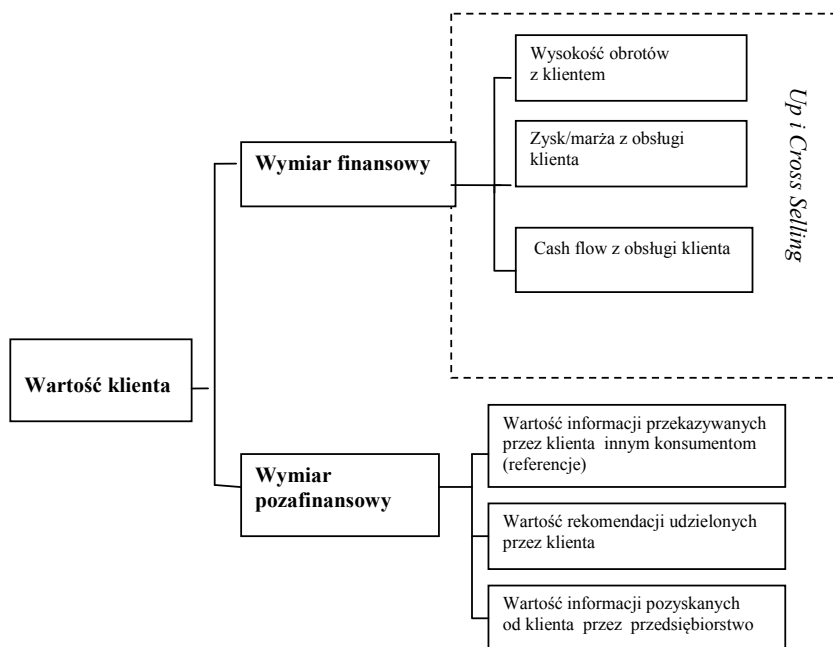 Wysokość obrotów
z klientem
Zysk/marża z obsługi
klienta
Cash flow z obsługi klienta
Up i Cross Selling
Wymiar finansowy
Wartość klienta
Wymiar
pozafinansowy
Wartość informacji przekazywanych
przez klienta innym konsumentom
(referencje)
Wartość rekomendacji udzielonych
przez klienta
Wartość informacji pozyskanych
od klienta przez przedsiębiorstwo